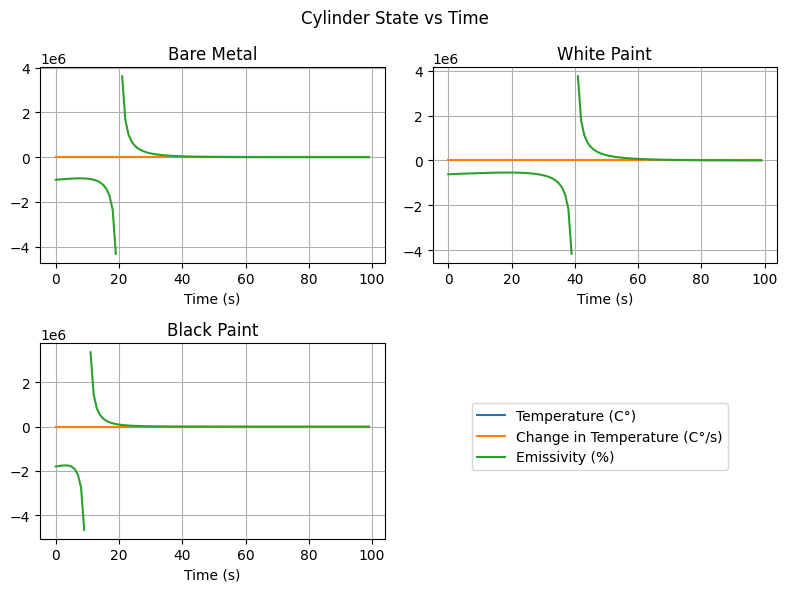 Cylinder State vs Time
Bare Metal
1e6
4
2
0
−2
−4
0 20 40 60 80 100
Time (s)
White Paint
1e6
4
2
0
−2
−4
0 20 40 60 80 100
Time (s)
Black Paint
1e6
2
0
−2
−4
0 20 40 60 80 100
Time (s)
Temperature (C°)
Change in Temperature (C°/s)
Emissivity (%)